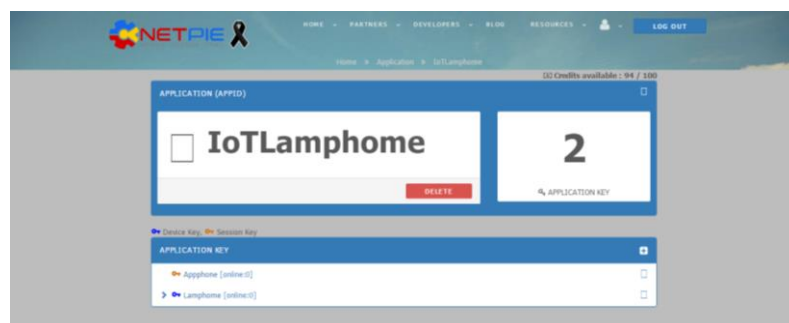 NETPIE
HOME PARTNERS DEVELOPERS BLOG RESOURCES LOG OUT
Home > Application > IoTLamphome
Credits available : 94 / 100
APPLICATION (APPID)
IoTLamphome
2
DELETE
APPLICATION KEY
Device Key, Session Key
APPLICATION KEY
Appphone [online:0]
Lamphome [online:0]